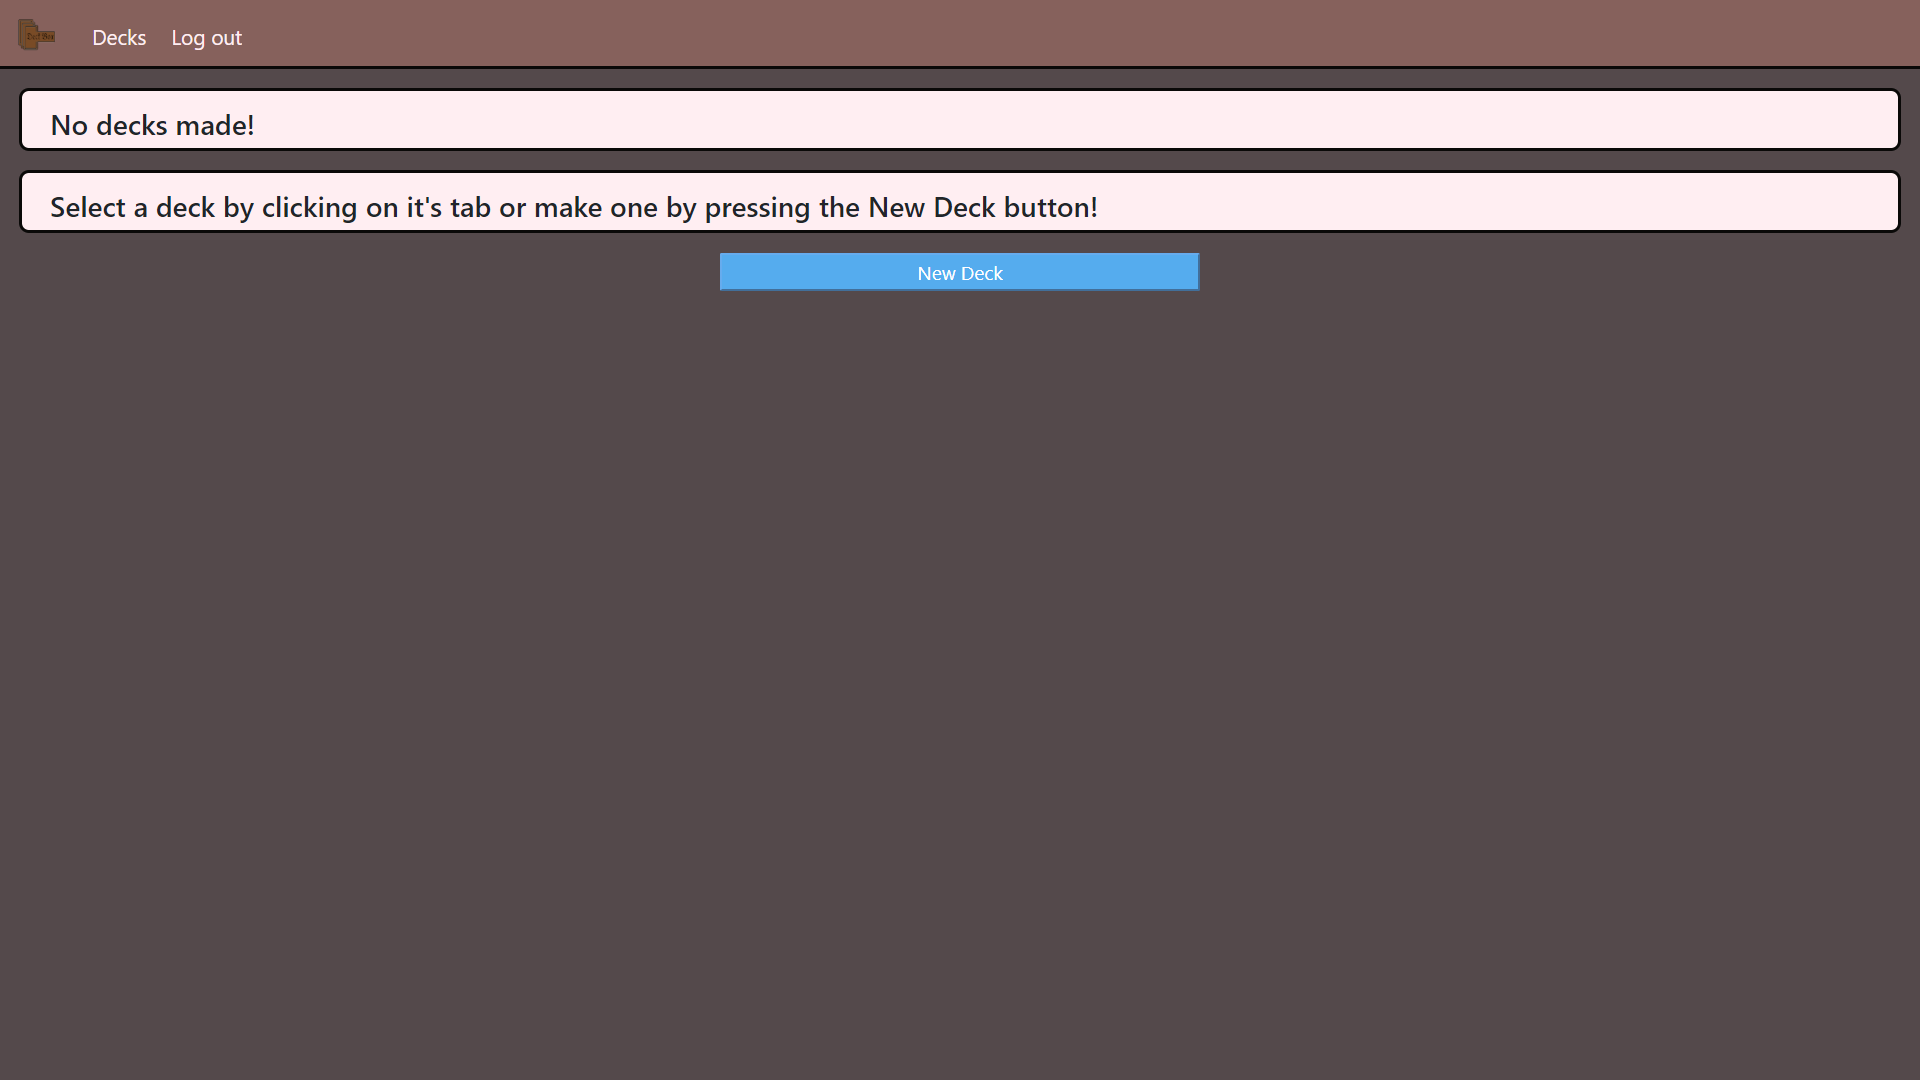 Decks
Log out
No decks made!
Select a deck by clicking on it's tab or make one by pressing the New Deck button!
New Deck